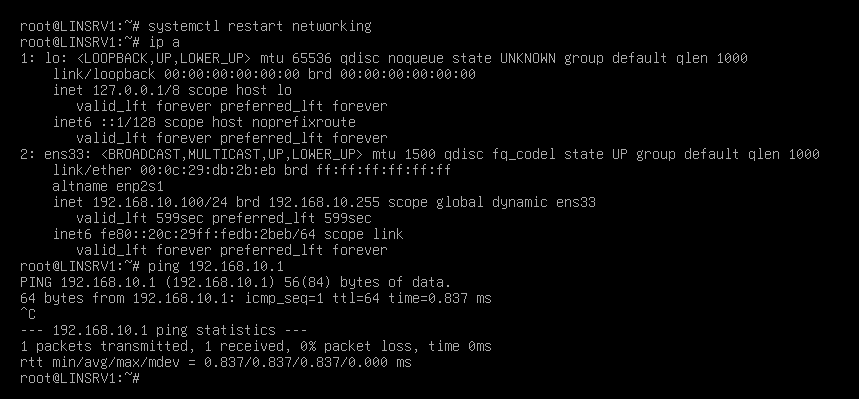 root@LINSRV1:~# systemctl restart networking
root@LINSRV1:~# ip a
1: lo: <LOOPBACK,UP,LOWER_UP> mtu 65536 qdisc noqueue state UNKNOWN group default qlen 1000
    link/loopback 00:00:00:00:00:00 brd 00:00:00:00:00:00
    inet 127.0.0.1/8 scope host lo
       valid_lft forever preferred_lft forever
    inet6 ::1/128 scope host noprefixroute
       valid_lft forever preferred_lft forever
2: ens33: <BROADCAST,MULTICAST,UP,LOWER_UP> mtu 1500 qdisc fq_codel state UP group default qlen 1000
    link/ether 00:0c:29:db:2b:eb brd ff:ff:ff:ff:ff:ff
    altname enp2s1
    inet 192.168.10.100/24 brd 192.168.10.255 scope global dynamic ens33
       valid_lft 599sec preferred_lft 599sec
    inet6 fe80::20c:29ff:fedb:2beb/64 scope link
       valid_lft forever preferred_lft forever
root@LINSRV1:~# ping 192.168.10.1
PING 192.168.10.1 (192.168.10.1) 56(84) bytes of data.
64 bytes from 192.168.10.1: icmp_seq=1 ttl=64 time=0.837 ms
^C
--- 192.168.10.1 ping statistics ---
1 packets transmitted, 1 received, 0% packet loss, time 0ms
rtt min/avg/max/mdev = 0.837/0.837/0.837/0.000 ms
root@LINSRV1:~#